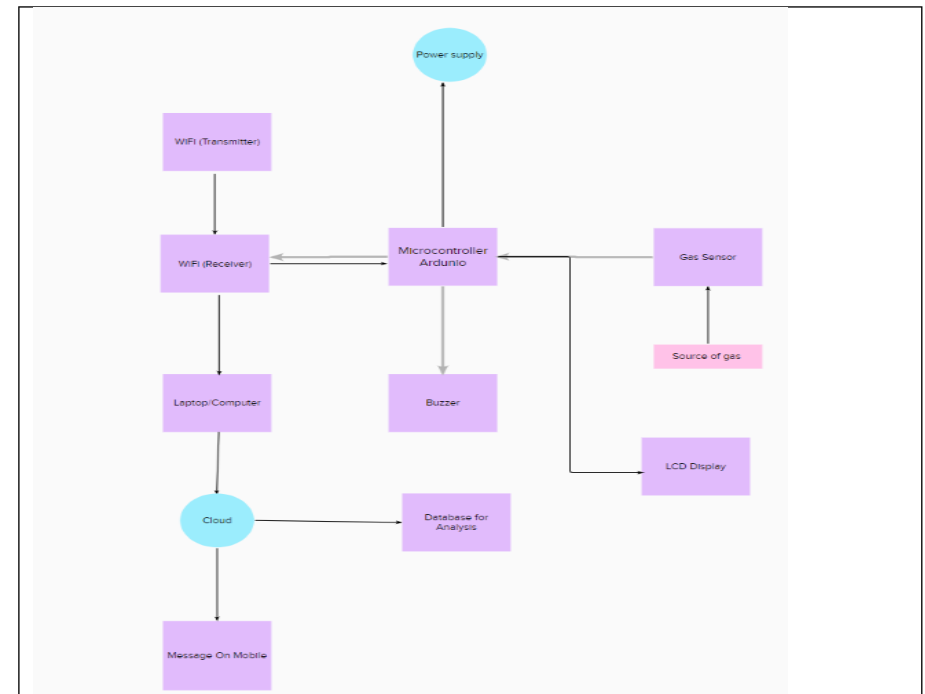 Power supply
WIFI (Transmitter)
WIFI (Receiver)
Microcontroller
Ardunio
Gas Sensor
Source of gas
Laptop/Computer
Buzzer
LCD Display
Cloud
Database for
Analysis
Message On Mobile